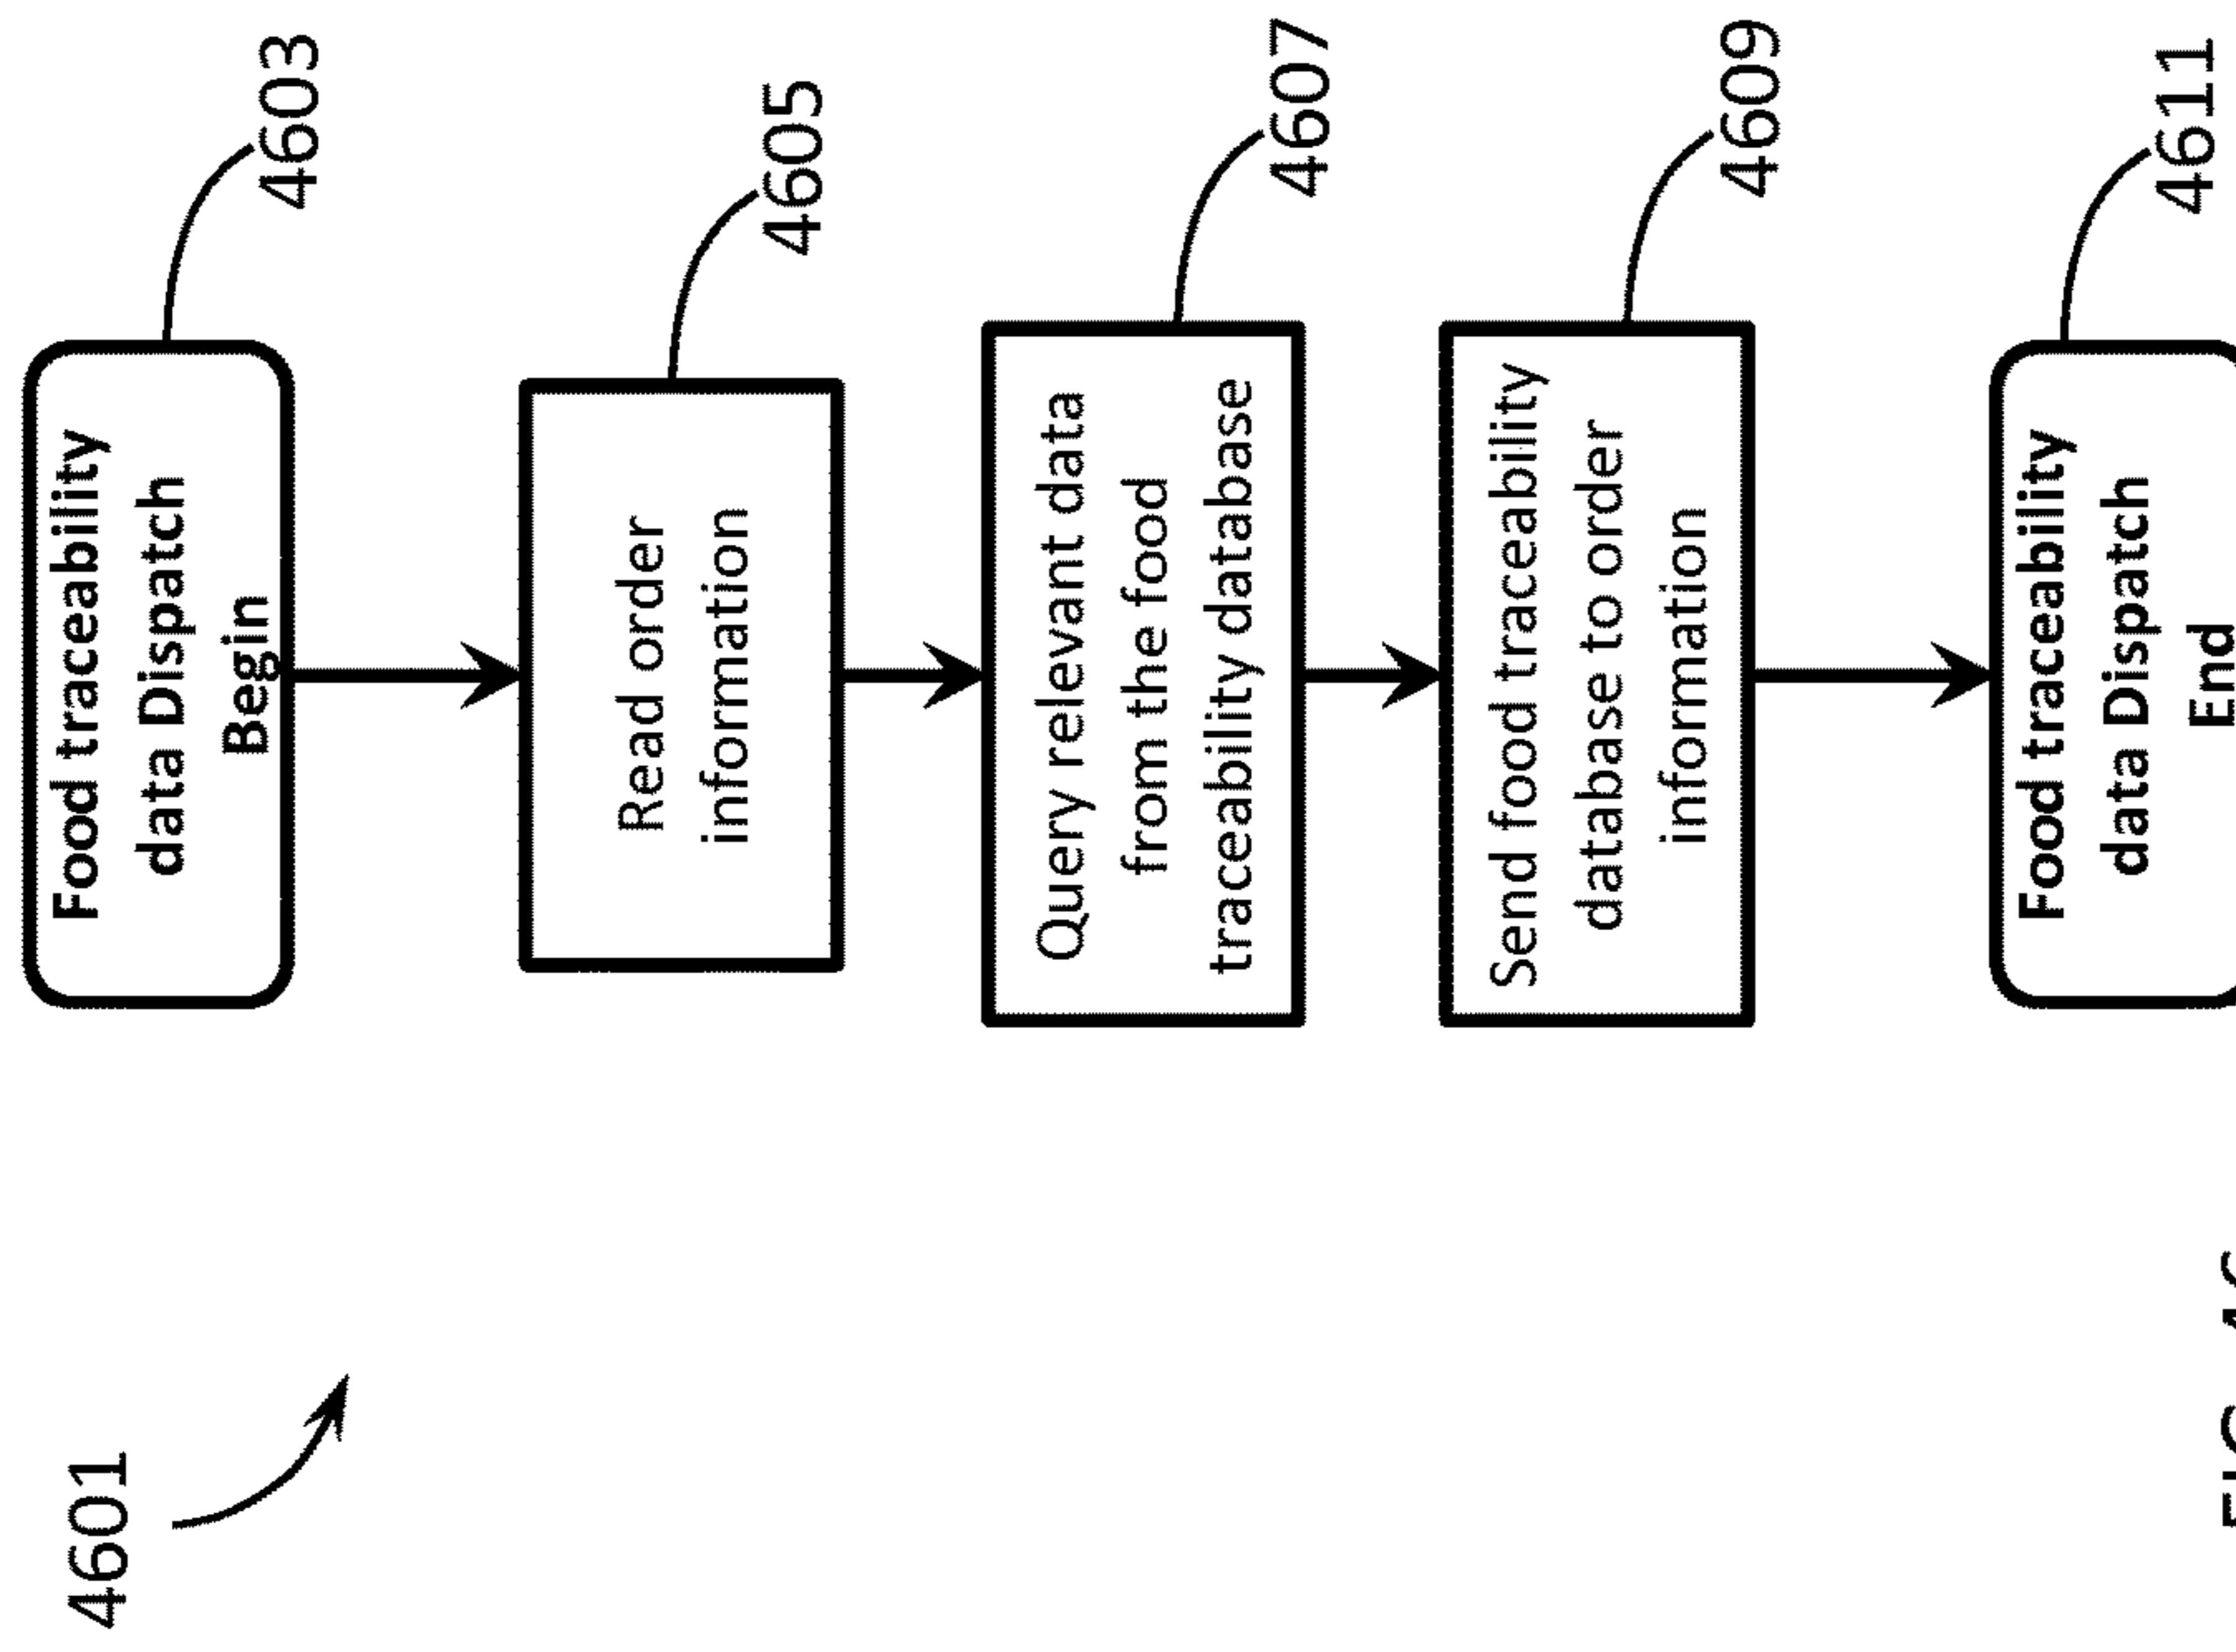 4601
Food traceability
data Dispatch
Begin
4603
Read order
information
4605
Query relevant data
from the food
traceability database
4607
Send food traceability
database to order
information
4609
Food traceability
data Dispatch
End
4611